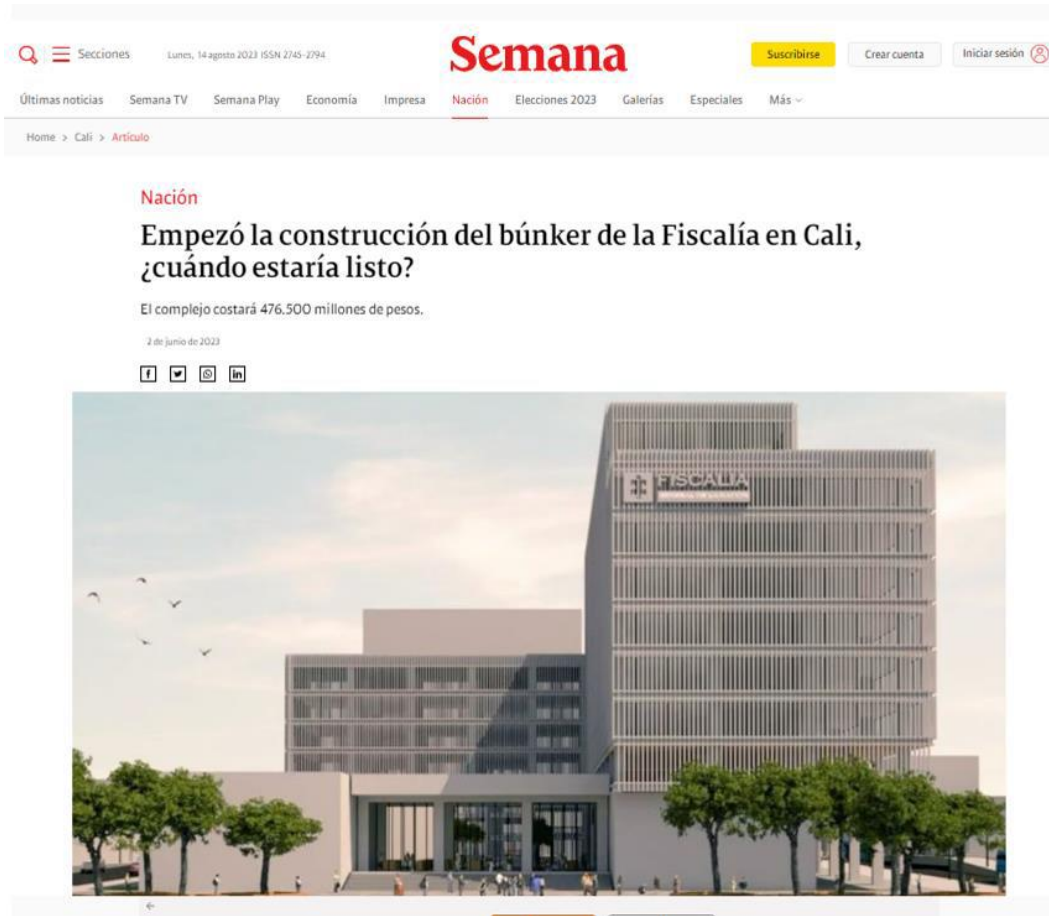 Secciones
Lunes, 14 agosto 2023 ISSN 2745-2794
Semana
Suscribirse
Crear cuenta
Iniciar sesión
Últimas noticias
Semana TV
Semana Play
Economía
Impresa
Nación
Elecciones 2023
Galerías
Especiales
Más
Home > Cali > Artículo
Nación
Empezó la construcción del búnker de la Fiscalía en Cali,
¿cuándo estaría listo?
El complejo costará 476.500 millones de pesos.
2 de junio de 2023
f
in
FISCALIA